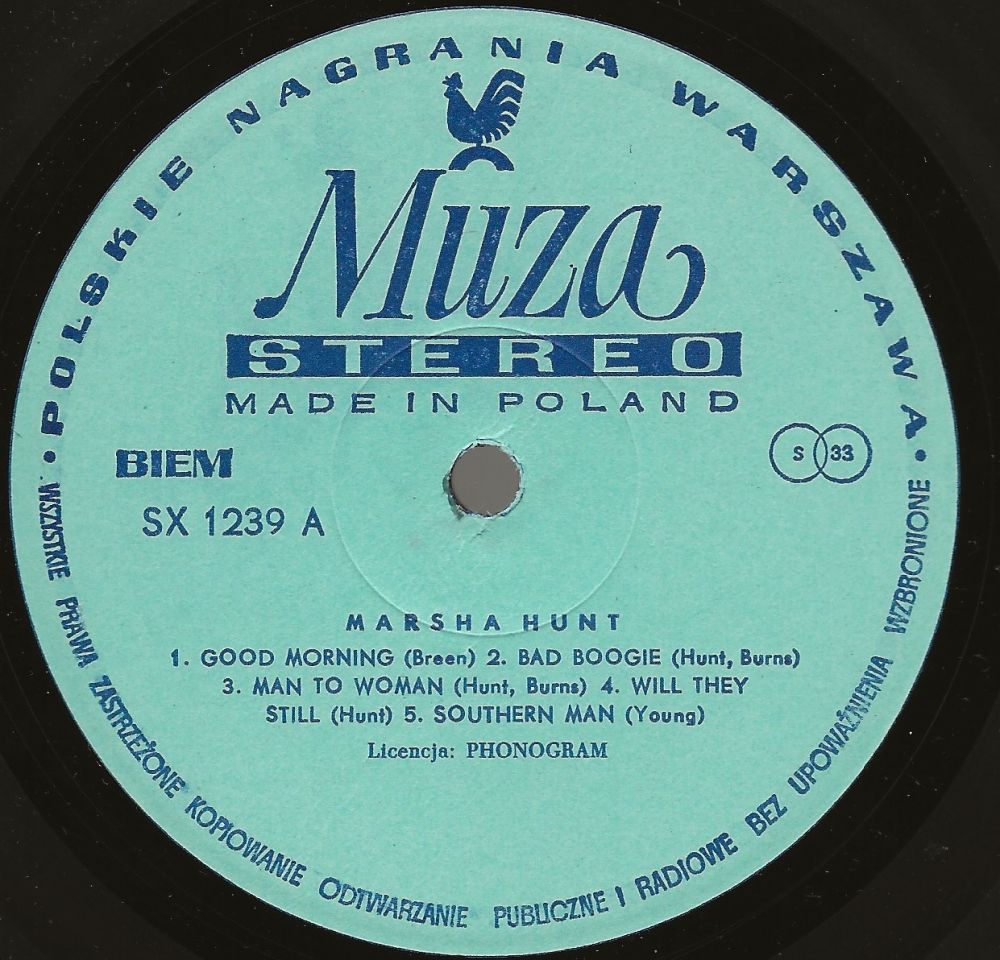 • POLSKIE NAGRANIA WARSZAWA •
Muza
STEREO
MADE IN POLAND
BIEM
S 33
SX 1239 A
MARSHA HUNT
1. GOOD MORNING (Breen) 2. BAD BOOGIE (Hunt, Burns)
3. MAN TO WOMAN (Hunt, Burns) 4. WILL THEY
STILL (Hunt) 5. SOUTHERN MAN (Young)
Licencja: PHONOGRAM
WSZYSTKIE PRAWA ZASTRZEŻONE KOPIOWANIE ODTWARZANIE PUBLICZNE I RADIOWE BEZ UPOWAŻNIENIA WZBRONIONE